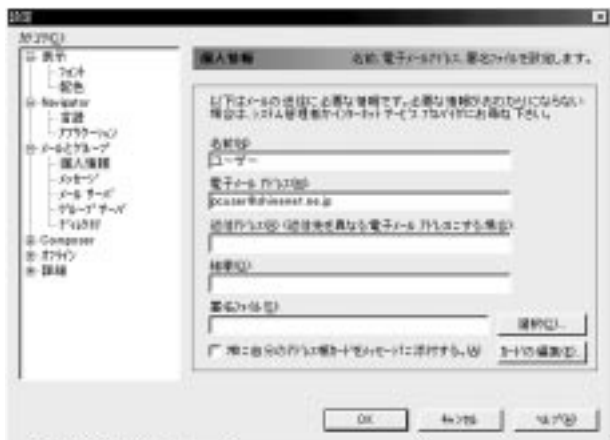 設定
カテゴリ(C)
表示
フォント
配色
Navigator
言語
アプリケーション
メールとグループ
個人情報
メッセージ
メール サーバ
グループ サーバ
ディレクトリ
Composer
オフライン
詳細
個人情報
名前、電子メールアドレス、署名ファイルを設定します。
以下はメールの送信に必要な情報です。必要な情報がおわかりにならない
場合は、システム管理者かインターネット サービス プロバイダにお尋ね下さい。
名前(N)
ユーザー
電子メール アドレス(M)
返信アドレス(R) (返信先を異なる電子メール アドレスにする場合)
組織(O)
署名ファイル(S)
選択(C)...
常に自分のアドレス帳カードをメッセージに添付する。(A)
カードの編集(E)
OK
キャンセル
ヘルプ(H)